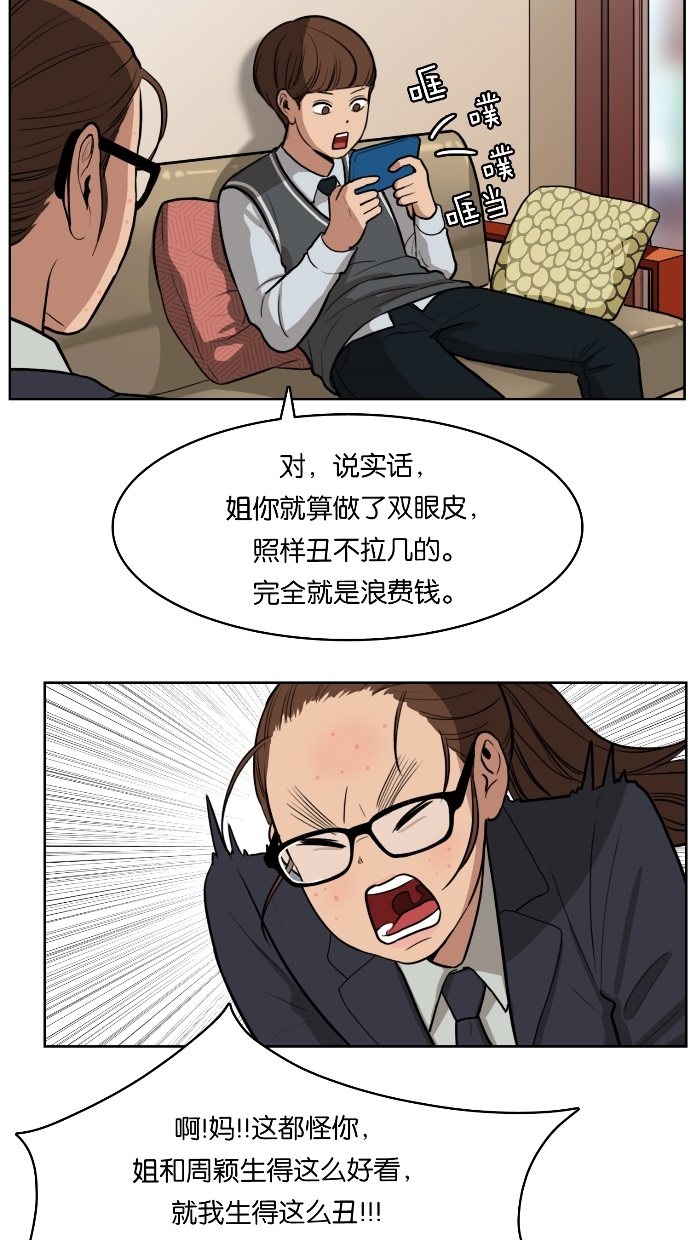 哐
噗
噗
哐当
对，说实话，
姐你就算做了双眼皮，
照样丑不拉几的。
完全就是浪费钱。
啊!妈!!这都怪你，
姐和周颖生得这么好看，
就我生得这么丑!!!